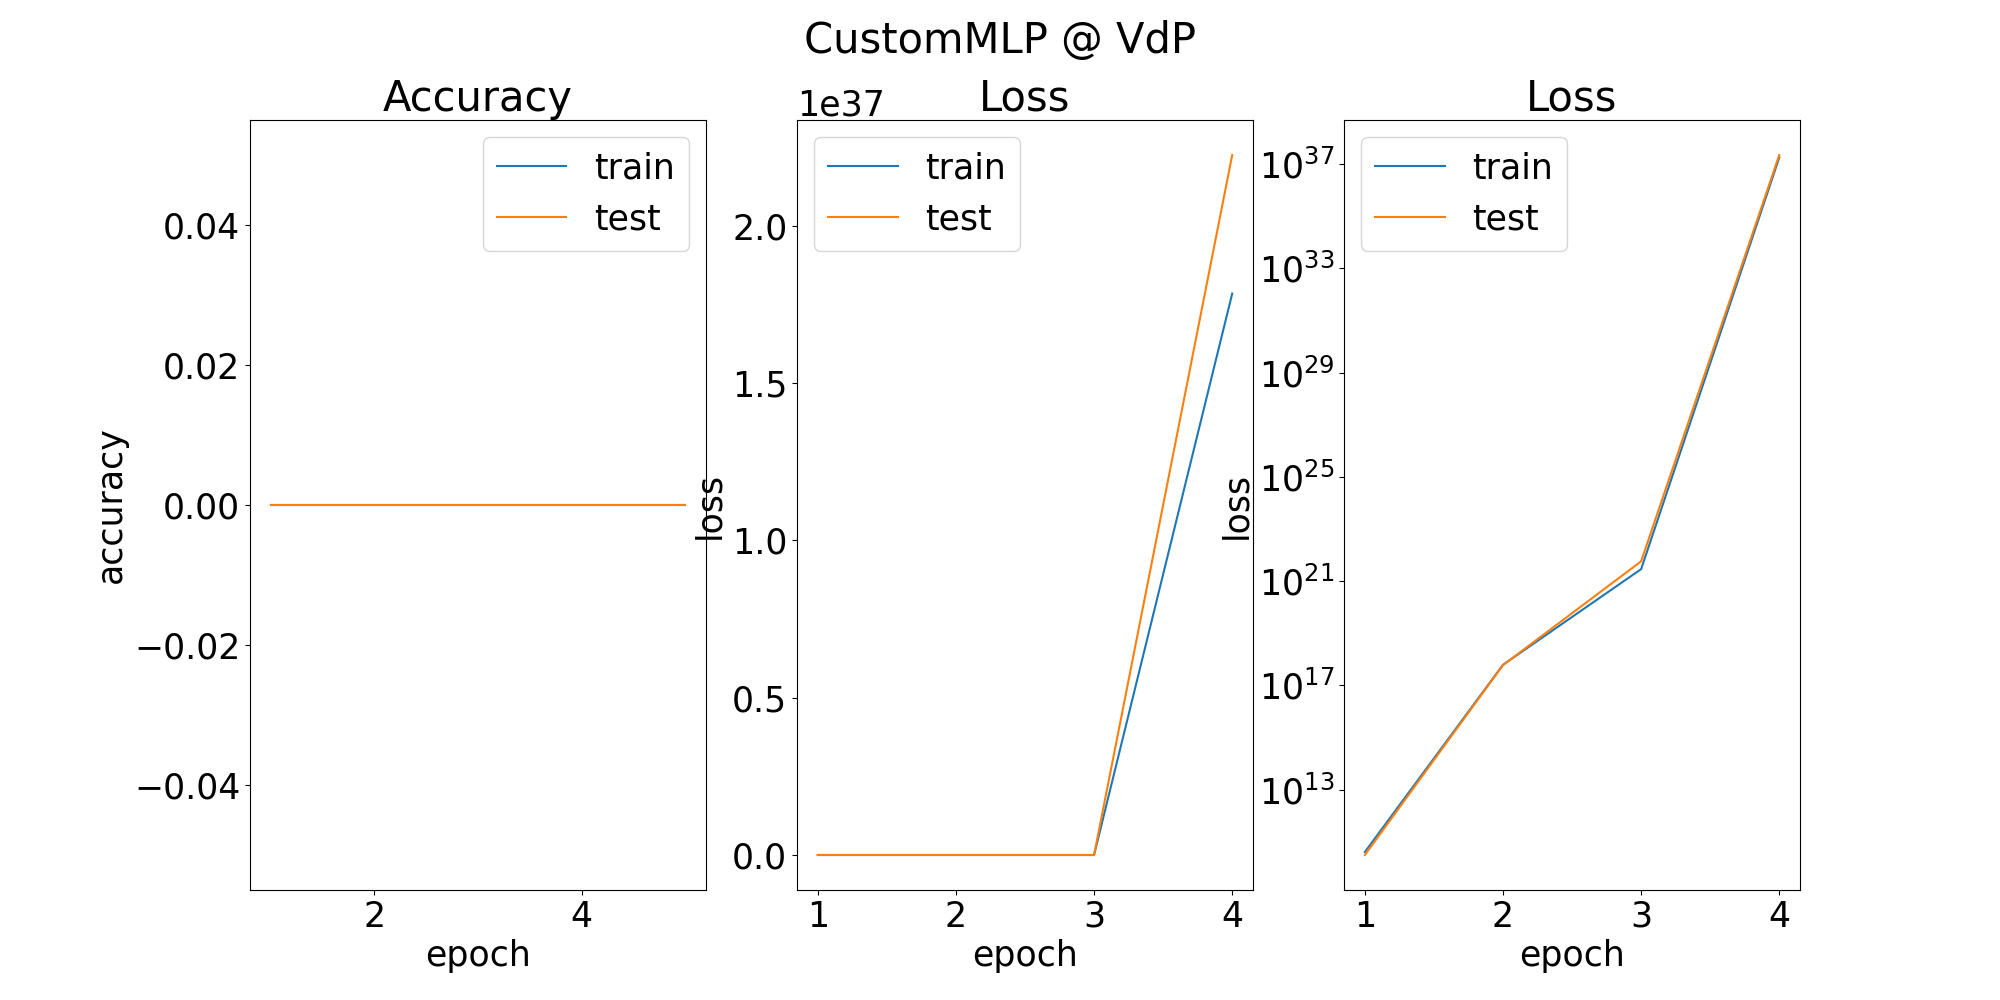 CustomMLP @ VdP
Accuracy
accuracy
0.04
0.02
0.00
−0.02
−0.04
2 4
epoch
train
test
Loss
1e37
loss
2.0
1.5
1.0
0.5
0.0
1 2 3 4
epoch
train
test
Loss
loss
10^37
10^33
10^29
10^25
10^21
10^17
10^13
1 2 3 4
epoch
train
test